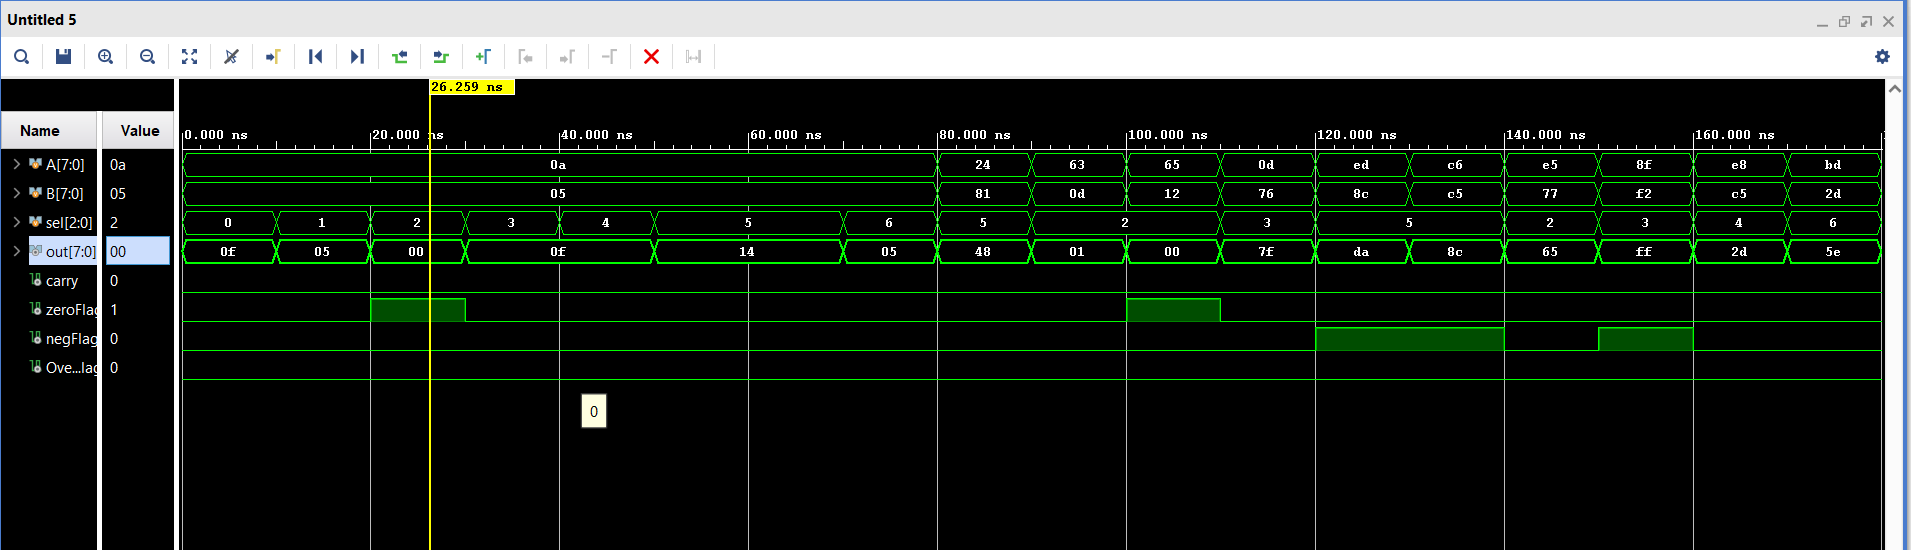 Untitled 5
26.259 ns
Name Value
0.000 ns 20.000 ns 40.000 ns 60.000 ns 80.000 ns 100.000 ns 120.000 ns 140.000 ns 160.000 ns
A[7:0] 0a 0a 24 63 65 0d ed c6 e5 8f e8 bd
B[7:0] 05 05 81 0d 12 76 8c c5 77 f2 c5 2d
sel[2:0] 2 0 1 2 3 4 5 6 5 2 3 5 2 3 4 6
out[7:0] 00 0f 05 00 0f 14 05 48 01 00 7f da 8c 65 ff 2d 5e
carry 0
zeroFlag 1
negFlag 0
Ove...lag 0
0